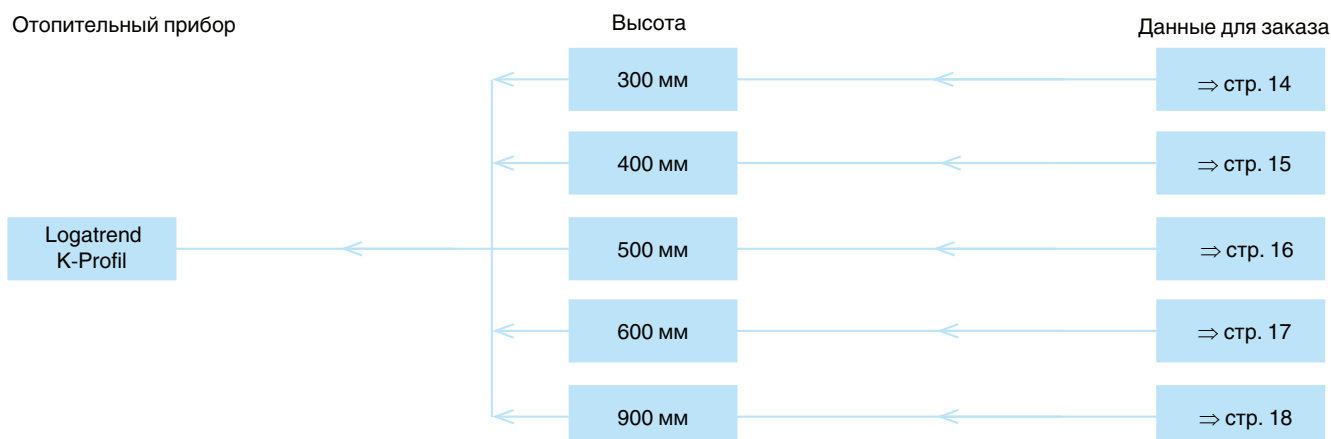 Отопительный прибор
Высота
Данные для заказа
300 мм
⇒ стр. 14
400 мм
⇒ стр. 15
Logatrend
K-Profil
500 мм
⇒ стр. 16
600 мм
⇒ стр. 17
900 мм
⇒ стр. 18